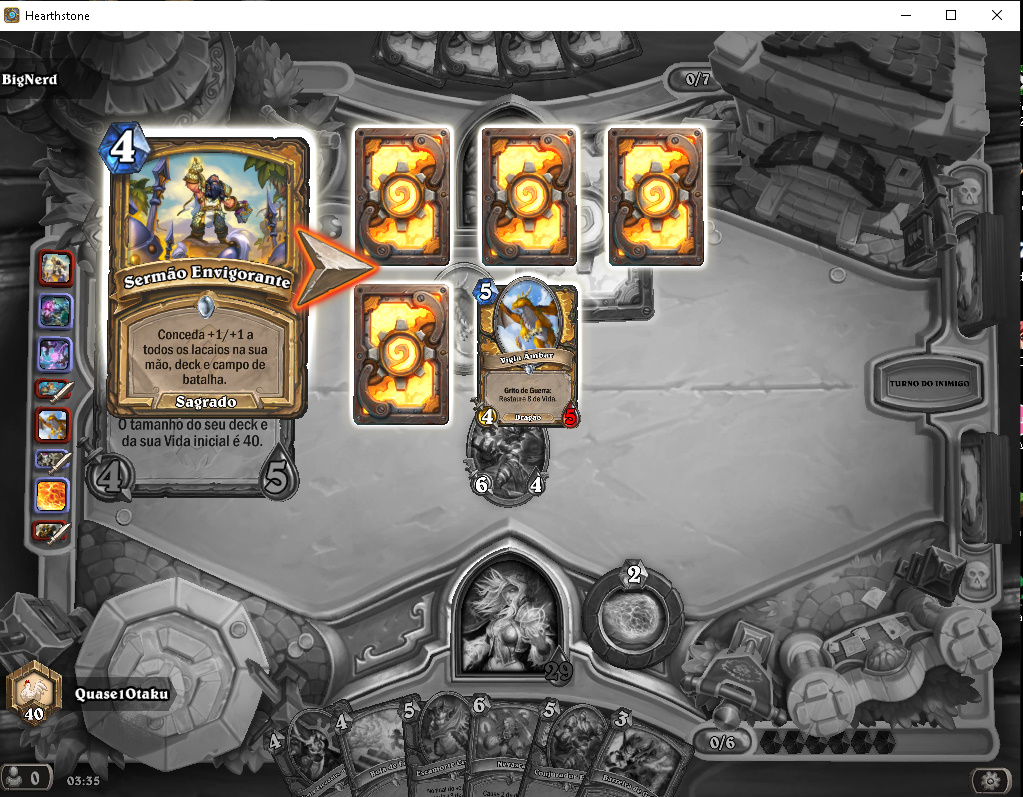 Hearthstone
BigNerd
0/7
4
Sermão Envigorante
Conceda +1/+1 a
todos os lacaios na sua
mão, deck e campo de
batalha.
Sagrado
O tamanho do seu deck e
da sua Vida inicial é 40.
4
5
5
Vigia Âmbar
Grito de Guerra:
Restaure 8 de Vida.
4
Dragão
5
6
4
TURNO DO INIMIGO
2
29
Quase1Otaku
40
4
4
5
6
5
3
0/6
0
03:35